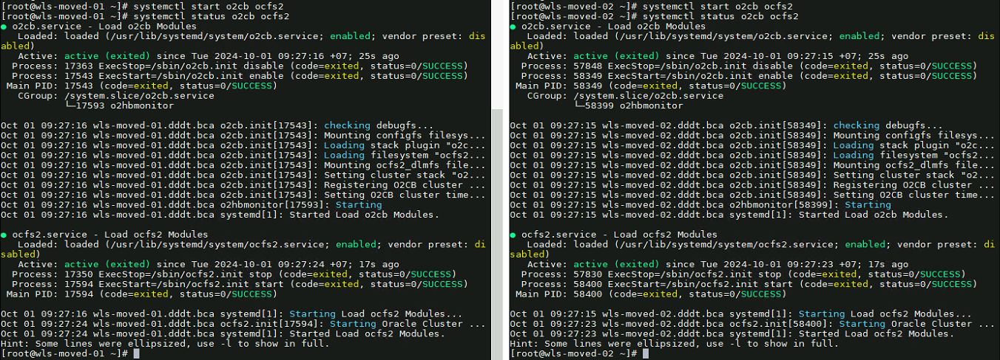 [root@wls-moved-01 ~]# systemctl start o2cb ocfs2
[root@wls-moved-01 ~]# systemctl status o2cb ocfs2
● o2cb.service - Load o2cb Modules
   Loaded: loaded (/usr/lib/systemd/system/o2cb.service; enabled; vendor preset: dis
abled)
   Active: active (exited) since Tue 2024-10-01 09:27:16 +07; 25s ago
  Process: 17363 ExecStop=/sbin/o2cb.init disable (code=exited, status=0/SUCCESS)
  Process: 17543 ExecStart=/sbin/o2cb.init enable (code=exited, status=0/SUCCESS)
 Main PID: 17543 (code=exited, status=0/SUCCESS)
   CGroup: /system.slice/o2cb.service
           └─17593 o2hbmonitor
Oct 01 09:27:16 wls-moved-01.dddt.bca o2cb.init[17543]: checking debugfs...
Oct 01 09:27:16 wls-moved-01.dddt.bca o2cb.init[17543]: Mounting configfs filesys...
Oct 01 09:27:16 wls-moved-01.dddt.bca o2cb.init[17543]: Loading stack plugin "o2c...
Oct 01 09:27:16 wls-moved-01.dddt.bca o2cb.init[17543]: Loading filesystem "ocfs2...
Oct 01 09:27:16 wls-moved-01.dddt.bca o2cb.init[17543]: Mounting ocfs2_dlmfs file...
Oct 01 09:27:16 wls-moved-01.dddt.bca o2cb.init[17543]: Setting cluster stack "o2...
Oct 01 09:27:16 wls-moved-01.dddt.bca o2cb.init[17543]: Registering O2CB cluster ...
Oct 01 09:27:16 wls-moved-01.dddt.bca o2cb.init[17543]: Setting O2CB cluster time...
Oct 01 09:27:16 wls-moved-01.dddt.bca o2hbmonitor[17593]: Starting
Oct 01 09:27:16 wls-moved-01.dddt.bca systemd[1]: Started Load o2cb Modules.
● ocfs2.service - Load ocfs2 Modules
   Loaded: loaded (/usr/lib/systemd/system/ocfs2.service; enabled; vendor preset: di
sabled)
   Active: active (exited) since Tue 2024-10-01 09:27:24 +07; 17s ago
  Process: 17350 ExecStop=/sbin/ocfs2.init stop (code=exited, status=0/SUCCESS)
  Process: 17594 ExecStart=/sbin/ocfs2.init start (code=exited, status=0/SUCCESS)
 Main PID: 17594 (code=exited, status=0/SUCCESS)
Oct 01 09:27:16 wls-moved-01.dddt.bca systemd[1]: Starting Load ocfs2 Modules...
Oct 01 09:27:24 wls-moved-01.dddt.bca ocfs2.init[17594]: Starting Oracle Cluster ...
Oct 01 09:27:24 wls-moved-01.dddt.bca systemd[1]: Started Load ocfs2 Modules.
Hint: Some lines were ellipsized, use -l to show in full.
[root@wls-moved-01 ~]#
[root@wls-moved-02 ~]# systemctl start o2cb ocfs2
[root@wls-moved-02 ~]# systemctl status o2cb ocfs2
● o2cb.service - Load o2cb Modules
   Loaded: loaded (/usr/lib/systemd/system/o2cb.service; enabled; vendor preset: dis
abled)
   Active: active (exited) since Tue 2024-10-01 09:27:15 +07; 25s ago
  Process: 57848 ExecStop=/sbin/o2cb.init disable (code=exited, status=0/SUCCESS)
  Process: 58349 ExecStart=/sbin/o2cb.init enable (code=exited, status=0/SUCCESS)
 Main PID: 58349 (code=exited, status=0/SUCCESS)
   CGroup: /system.slice/o2cb.service
           └─58399 o2hbmonitor
Oct 01 09:27:15 wls-moved-02.dddt.bca o2cb.init[58349]: checking debugfs...
Oct 01 09:27:15 wls-moved-02.dddt.bca o2cb.init[58349]: Mounting configfs filesys...
Oct 01 09:27:15 wls-moved-02.dddt.bca o2cb.init[58349]: Loading stack plugin "o2c...
Oct 01 09:27:15 wls-moved-02.dddt.bca o2cb.init[58349]: Loading filesystem "ocfs2...
Oct 01 09:27:15 wls-moved-02.dddt.bca o2cb.init[58349]: Mounting ocfs2_dlmfs file...
Oct 01 09:27:15 wls-moved-02.dddt.bca o2cb.init[58349]: Setting cluster stack "o2...
Oct 01 09:27:15 wls-moved-02.dddt.bca o2cb.init[58349]: Registering O2CB cluster ...
Oct 01 09:27:15 wls-moved-02.dddt.bca o2cb.init[58349]: Setting O2CB cluster time...
Oct 01 09:27:15 wls-moved-02.dddt.bca o2hbmonitor[58399]: Starting
Oct 01 09:27:15 wls-moved-02.dddt.bca systemd[1]: Started Load o2cb Modules.
● ocfs2.service - Load ocfs2 Modules
   Loaded: loaded (/usr/lib/systemd/system/ocfs2.service; enabled; vendor preset: di
sabled)
   Active: active (exited) since Tue 2024-10-01 09:27:23 +07; 17s ago
  Process: 57830 ExecStop=/sbin/ocfs2.init stop (code=exited, status=0/SUCCESS)
  Process: 58400 ExecStart=/sbin/ocfs2.init start (code=exited, status=0/SUCCESS)
 Main PID: 58400 (code=exited, status=0/SUCCESS)
Oct 01 09:27:15 wls-moved-02.dddt.bca systemd[1]: Starting Load ocfs2 Modules...
Oct 01 09:27:23 wls-moved-02.dddt.bca ocfs2.init[58400]: Starting Oracle Cluster ...
Oct 01 09:27:23 wls-moved-02.dddt.bca systemd[1]: Started Load ocfs2 Modules.
Hint: Some lines were ellipsized, use -l to show in full.
[root@wls-moved-02 ~]#